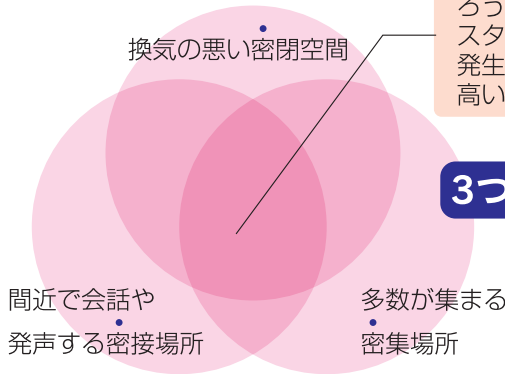 換気の悪い密閉空間
ろう
スタ
発生
高い
3つ
間近で会話や
発声する密接場所
多数が集まる
密集場所